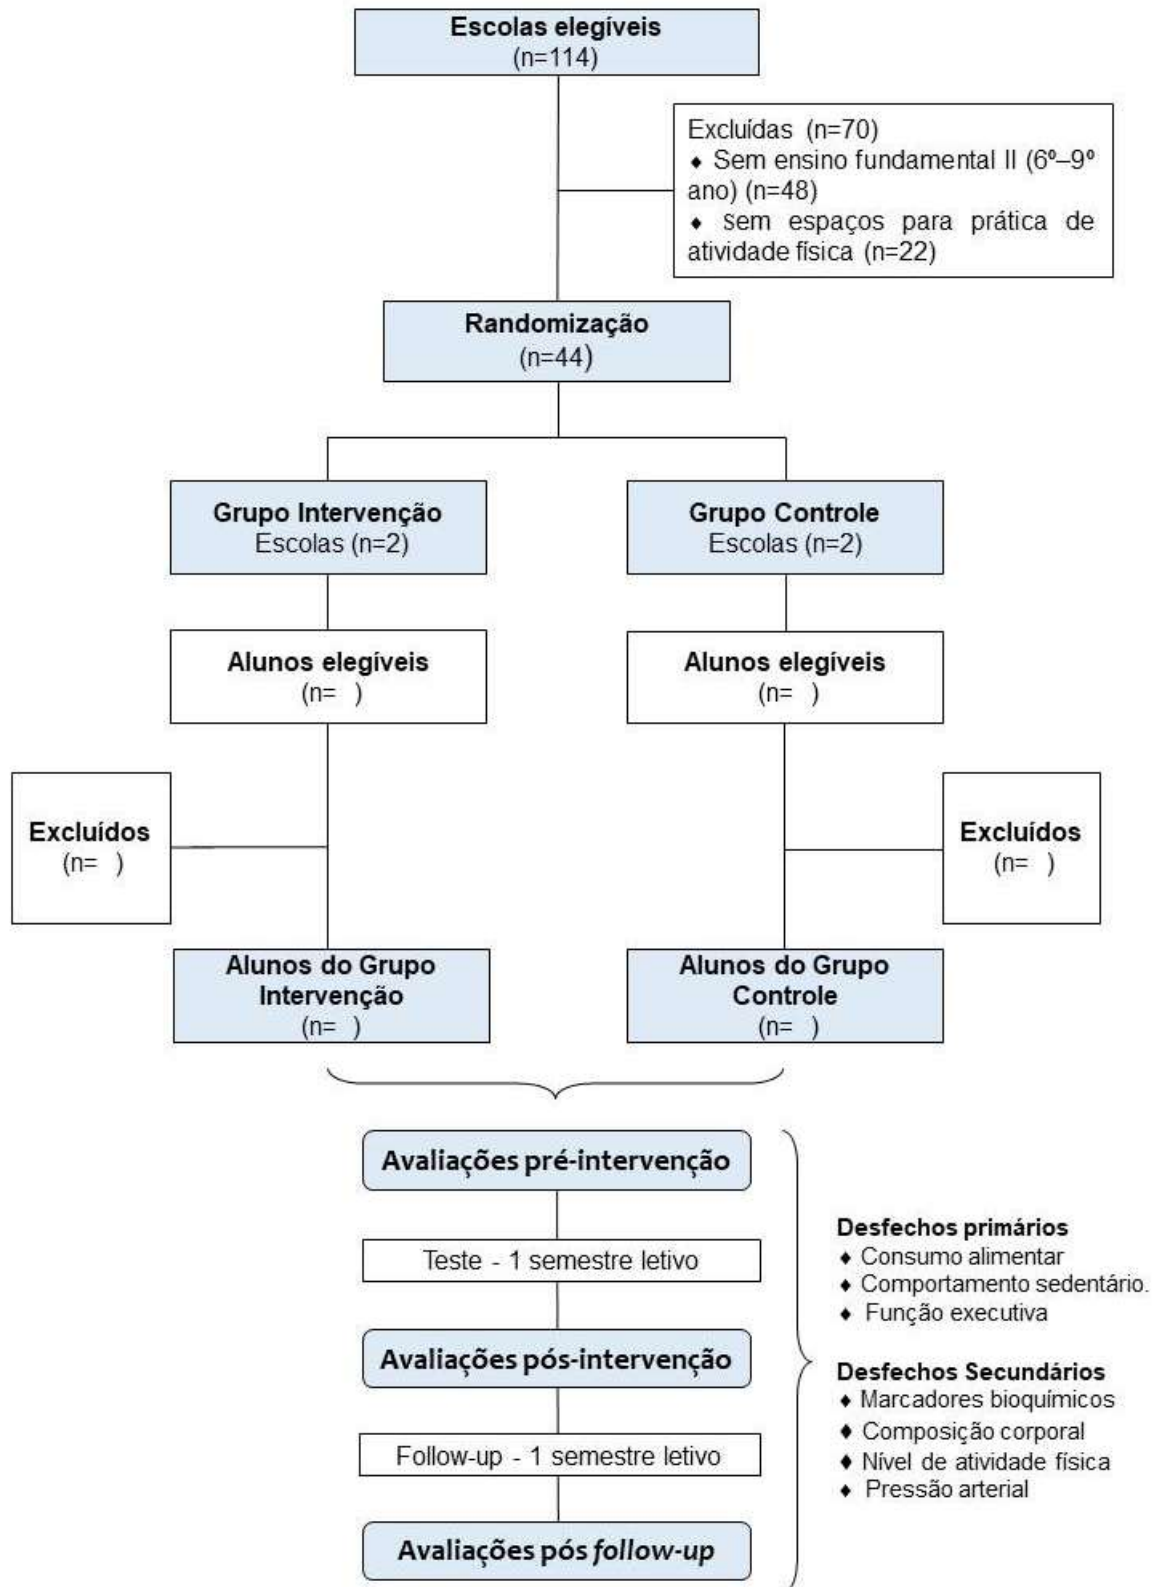 Escolas elegíveis
(n=114)
Excluídas (n=70)
♦ Sem ensino fundamental II (6º–9º
ano) (n=48)
♦ sem espaços para prática de
atividade física (n=22)
Randomização
(n=44)
Grupo Intervenção
Escolas (n=2)
Grupo Controle
Escolas (n=2)
Alunos elegíveis
(n=  )
Alunos elegíveis
(n=  )
Excluídos
(n=  )
Excluídos
(n=  )
Alunos do Grupo
Intervenção
(n=  )
Alunos do Grupo
Controle
(n=  )
Avaliações pré-intervenção
Teste - 1 semestre letivo
Avaliações pós-intervenção
Follow-up - 1 semestre letivo
Avaliações pós follow-up
Desfechos primários
♦ Consumo alimentar
♦ Comportamento sedentário.
♦ Função executiva
Desfechos Secundários
♦ Marcadores bioquímicos
♦ Composição corporal
♦ Nível de atividade física
♦ Pressão arterial